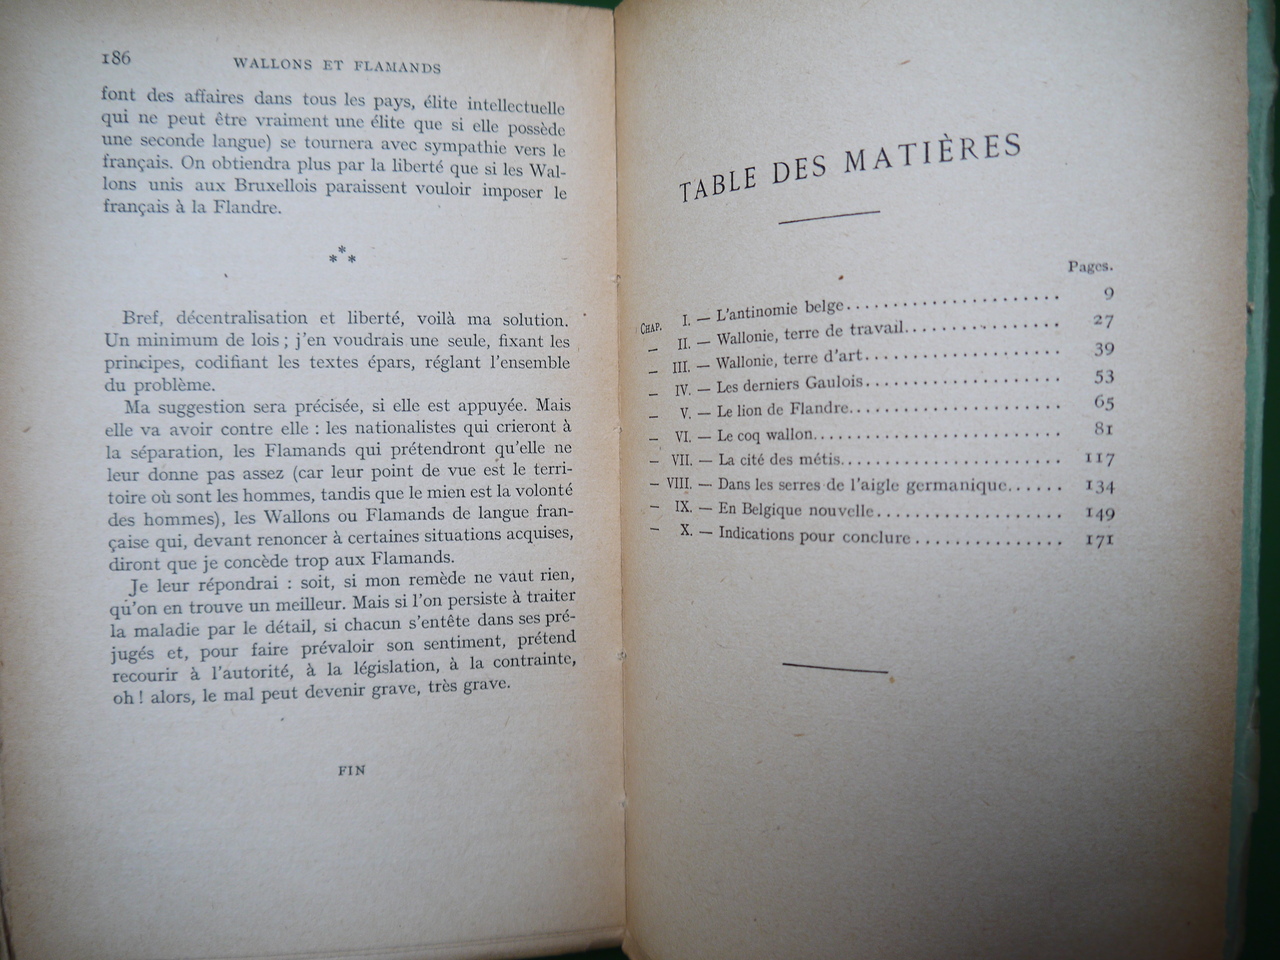 186 WALLONS ET FLAMANDS
font des affaires dans tous les pays, élite intellectuelle
qui ne peut être vraiment une élite que si elle possède
une seconde langue) se tournera avec sympathie vers le
français. On obtiendra plus par la liberté que si les Wal-
lons unis aux Bruxellois paraissent vouloir imposer le
français à la Flandre.
***
Bref, décentralisation et liberté, voilà ma solution.
Un minimum de lois ; j'en voudrais une seule, fixant les
principes, codifiant les textes épars, réglant l'ensemble
du problème.
Ma suggestion sera précisée, si elle est appuyée. Mais
elle va avoir contre elle : les nationalistes qui crieront à
la séparation, les Flamands qui prétendront qu'elle ne
leur donne pas assez (car leur point de vue est le terri-
toire où sont les hommes, tandis que le mien est la volonté
des hommes), les Wallons ou Flamands de langue fran-
çaise qui, devant renoncer à certaines situations acquises,
diront que je concède trop aux Flamands.
Je leur répondrai : soit, si mon remède ne vaut rien,
qu'on en trouve un meilleur. Mais si l'on persiste à traiter
la maladie par le détail, si chacun s'entête dans ses pré-
jugés et, pour faire prévaloir son sentiment, prétend
recourir à l'autorité, à la législation, à la contrainte,
oh ! alors, le mal peut devenir grave, très grave.
FIN
TABLE DES MATIÈRES
Pages.
CHAP. I. — L'antinomie belge...................... 9
— II. — Wallonie, terre de travail................ 27
— III. — Wallonie, terre d'art.................... 39
— IV. — Les derniers Gaulois.................... 53
— V. — Le lion de Flandre...................... 65
— VI. — Le coq wallon.......................... 81
— VII. — La cité des métis....................... 117
— VIII. — Dans les serres de l'aigle germanique...... 134
— IX. — En Belgique nouvelle................... 149
— X. — Indications pour conclure............... 171